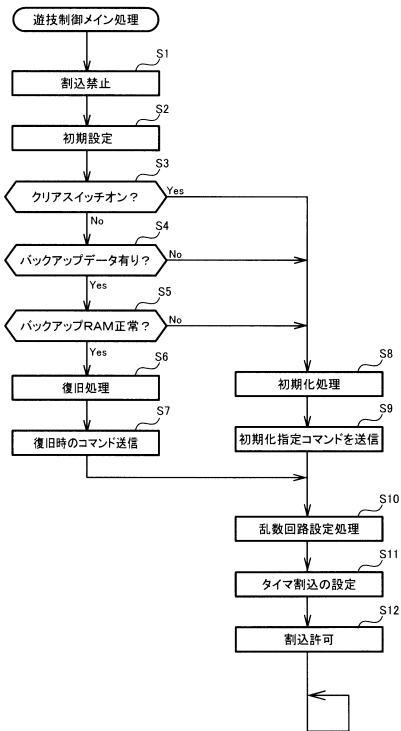 遊技制御メイン処理
S1
割込禁止
S2
初期設定
S3
クリアスイッチオン?
Yes
No
S4
バックアップデータ有り?
No
Yes
S5
バックアップRAM正常?
No
Yes
S6
復旧処理
S7
復旧時のコマンド送信
S8
初期化処理
S9
初期化指定コマンドを送信
S10
乱数回路設定処理
S11
タイマ割込の設定
S12
割込許可